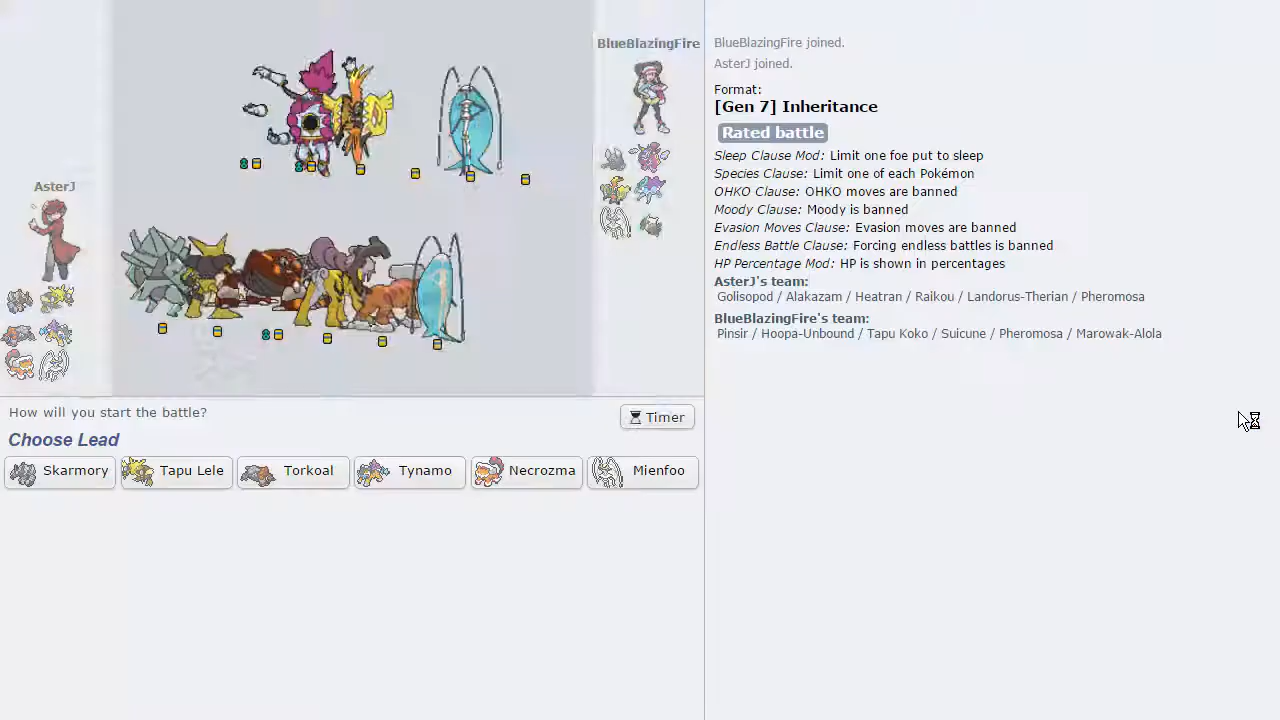 BlueBlazingFire
AsterJ
How will you start the battle?
Timer
Choose Lead
Skarmory
Tapu Lele
Torkoal
Tynamo
Necrozma
Mienfoo
BlueBlazingFire joined.
AsterJ joined.
Format:
[Gen 7] Inheritance
Rated battle
Sleep Clause Mod: Limit one foe put to sleep
Species Clause: Limit one of each Pokémon
OHKO Clause: OHKO moves are banned
Moody Clause: Moody is banned
Evasion Moves Clause: Evasion moves are banned
Endless Battle Clause: Forcing endless battles is banned
HP Percentage Mod: HP is shown in percentages
AsterJ's team:
Golisopod / Alakazam / Heatran / Raikou / Landorus-Therian / Pheromosa
BlueBlazingFire's team:
Pinsir / Hoopa-Unbound / Tapu Koko / Suicune / Pheromosa / Marowak-Alola